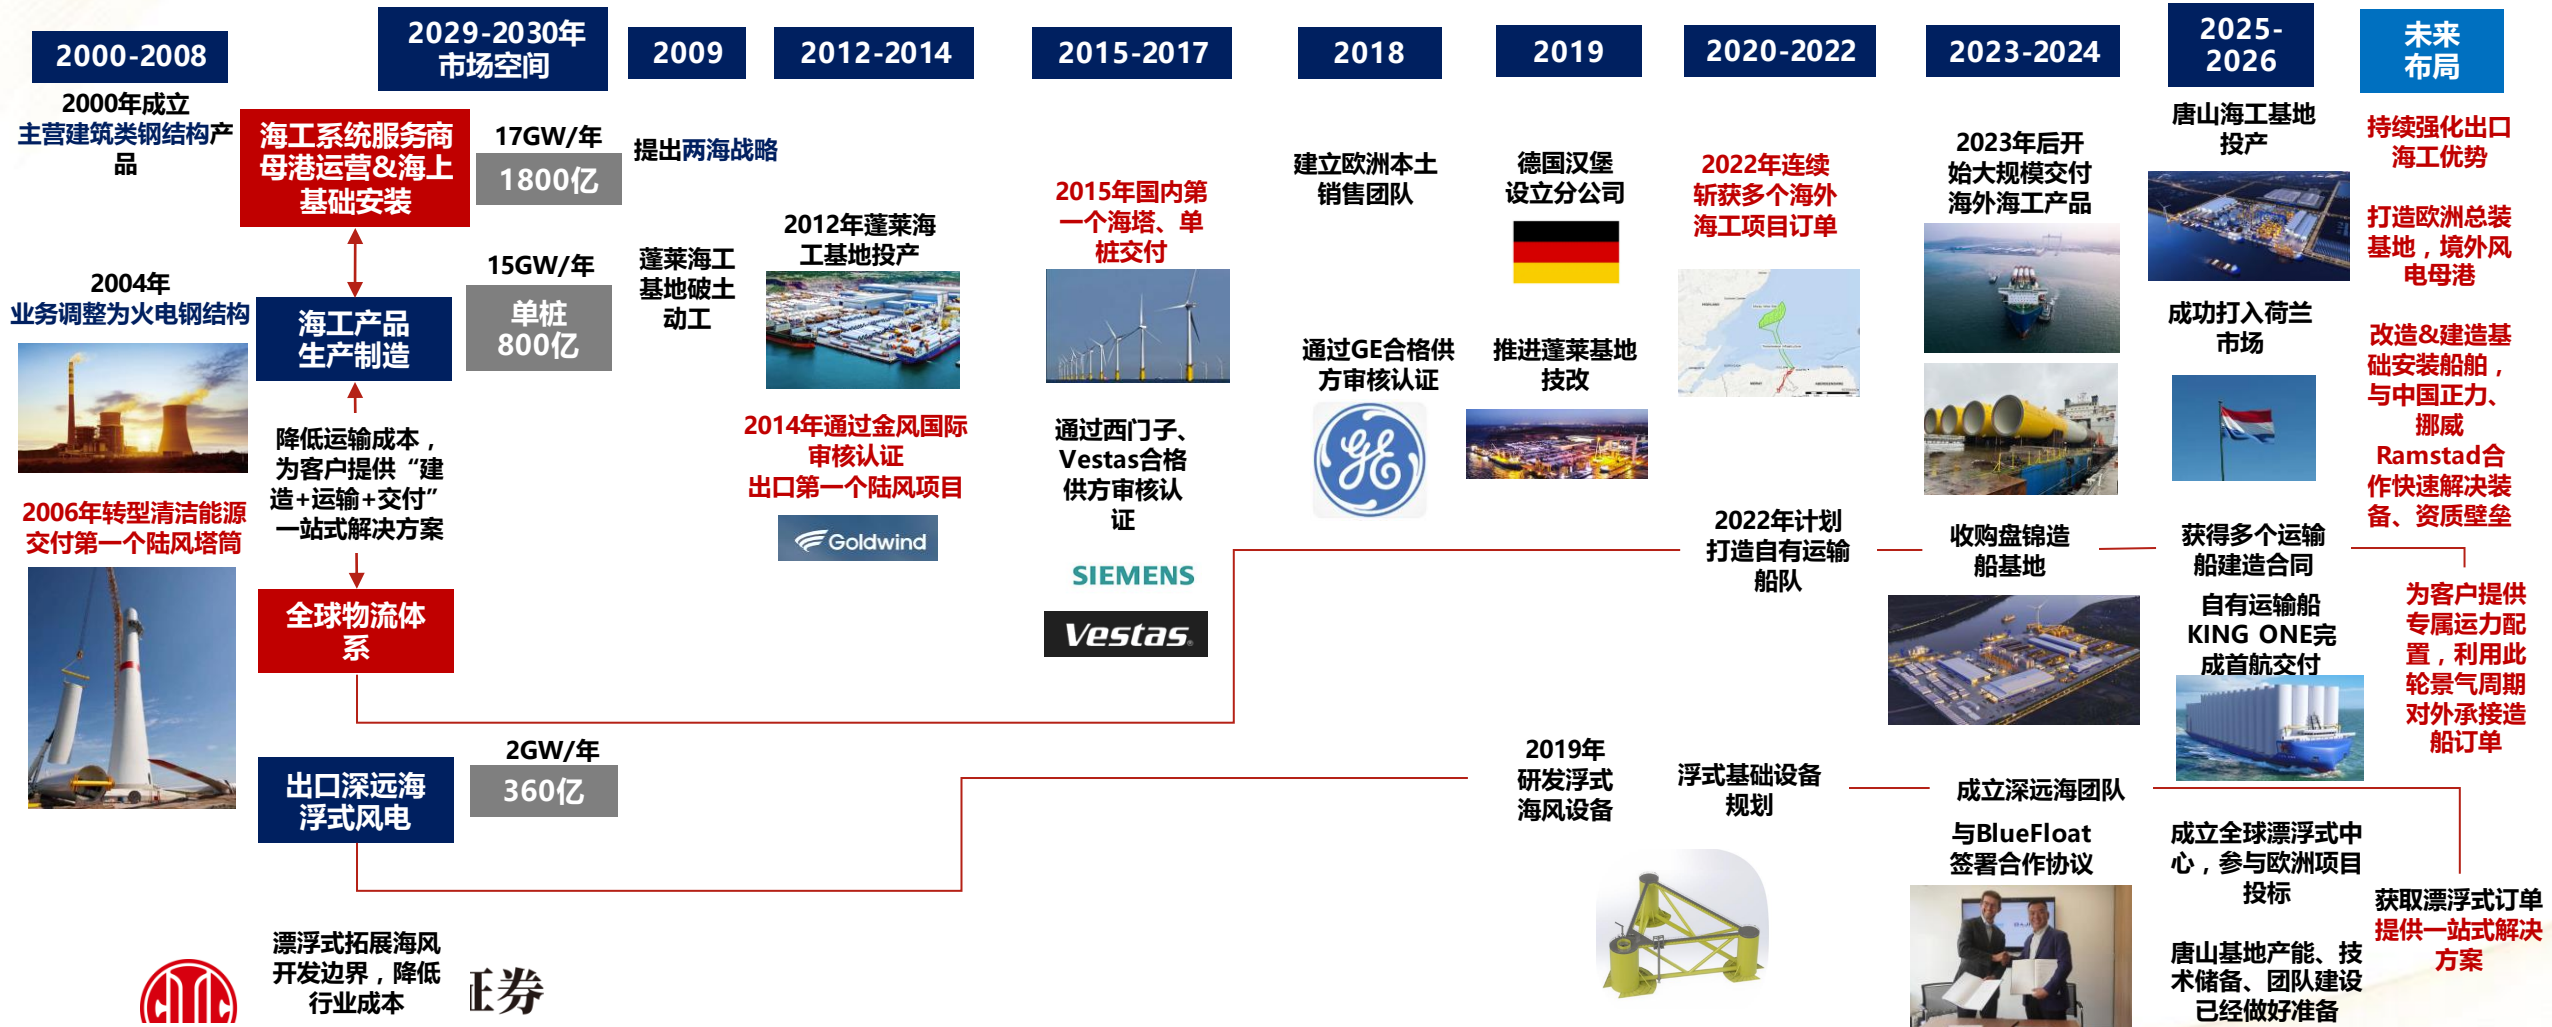 2000-2008
2000年成立
主营建筑类钢结构产
品
2004年
业务调整为火电钢结构
2006年转型清洁能源
交付第一个陆风塔筒
2029-2030年
市场空间
海工系统服务商
母港运营&海上
基础安装
17GW/年
1800亿
海工产品
生产制造
15GW/年
单桩
800亿
降低运输成本，
为客户提供“建
造+运输+交付”
一站式解决方案
全球物流体
系
出口深远海
浮式风电
2GW/年
360亿
漂浮式拓展海风
开发边界，降低
行业成本
证券
2009
提出两海战略
蓬莱海工
基地破土
动工
2012-2014
2012年蓬莱海
工基地投产
2014年通过金风国际
审核认证
出口第一个陆风项目
Goldwind
2015-2017
2015年国内第
一个海塔、单
桩交付
通过西门子、
Vestas合格
供方审核认
证
SIEMENS
Vestas
2018
建立欧洲本土
销售团队
通过GE合格供
方审核认证
GE
2019
德国汉堡
设立分公司
推进蓬莱基地
技改
2019年
研发浮式
海风设备
2020-2022
2022年连续
斩获多个海外
海工项目订单
2022年计划
打造自有运输
船队
浮式基础设备
规划
2023-2024
2023年后开
始大规模交付
海外海工产品
收购盘锦造
船基地
成立深远海团队
与BlueFloat
签署合作协议
2025-
2026
唐山海工基地
投产
成功打入荷兰
市场
获得多个运输
船建造合同
自有运输船
KING ONE完
成首航交付
成立全球漂浮式中
心，参与欧洲项目
投标
唐山基地产能、技
术储备、团队建设
已经做好准备
未来
布局
持续强化出口
海工优势
打造欧洲总装
基地，境外风
电母港
改造&建造基
础安装船舶，
与中国正力、
挪威
Ramstad合
作快速解决装
备、资质壁垒
为客户提供
专属运力配
置，利用此
轮景气周期
对外承接造
船订单
获取漂浮式订单
提供一站式解决
方案